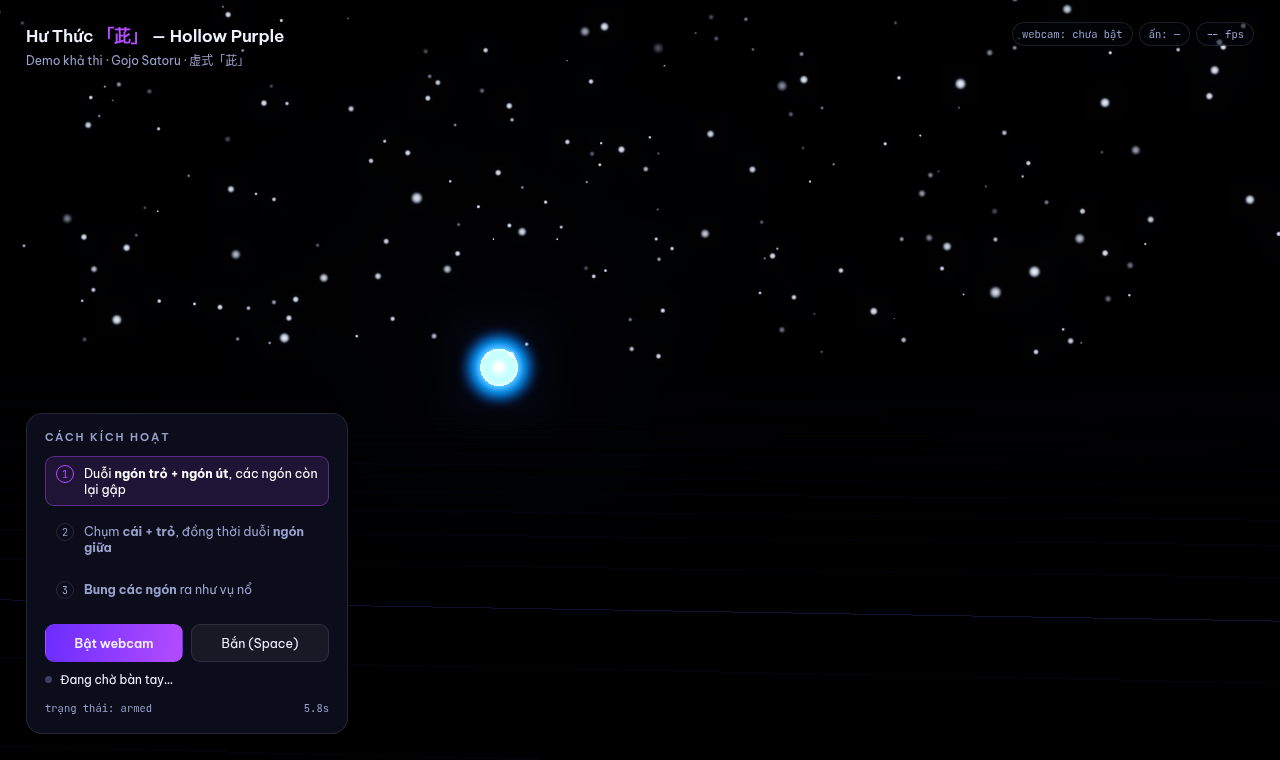 Hư Thức 「茈」 — Hollow Purple
Demo khả thi · Gojo Satoru · 虚式「茈」
webcam: chưa bật
ấn: —
-- fps
CÁCH KÍCH HOẠT
1 Duỗi ngón trỏ + ngón út, các ngón còn
lại gập
2 Chụm cái + trỏ, đồng thời duỗi ngón
giữa
3 Bung các ngón ra như vụ nổ
Bật webcam
Bắn (Space)
Đang chờ bàn tay…
trạng thái: armed
5.8s